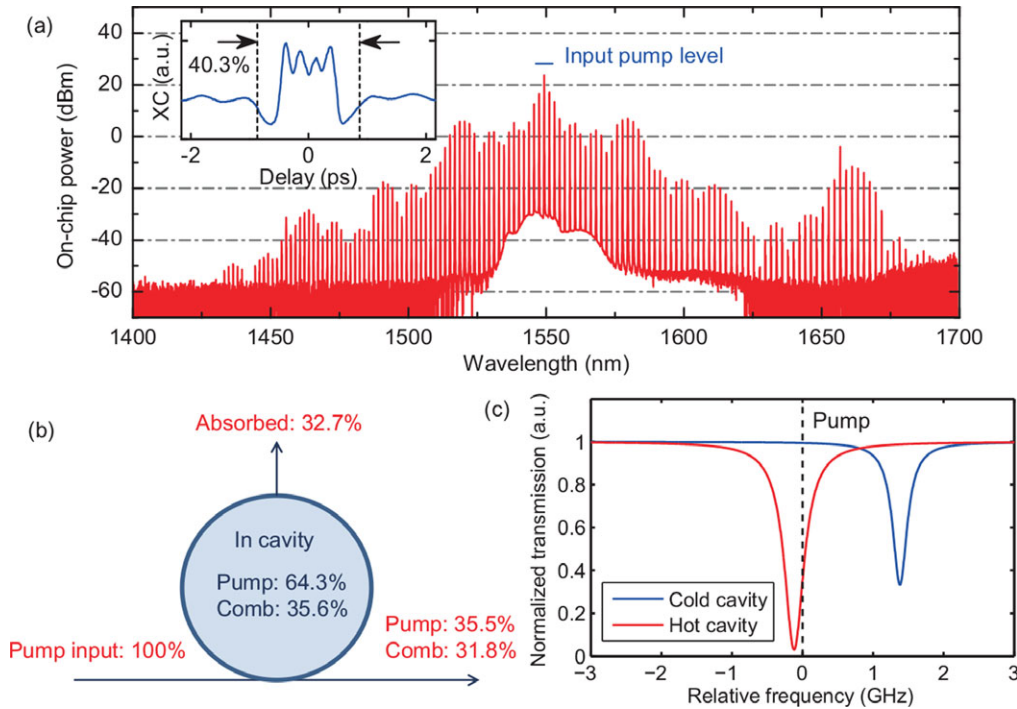 (a)
40
20
0
-20
-40
-60
On-chip power (dBm)
1400
1450
1500
1550
1600
1650
1700
Wavelength (nm)
Input pump level
XC (a.u.)
40.3%
-2
0
2
Delay (ps)
(b)
Absorbed: 32.7%
In cavity
Pump: 64.3%
Comb: 35.6%
Pump input: 100%
Pump: 35.5%
Comb: 31.8%
(c)
Pump
Normalized transmission (a.u.)
1
0.8
0.6
0.4
0.2
0
Cold cavity
Hot cavity
−3
−2
−1
0
1
2
3
Relative frequency (GHz)